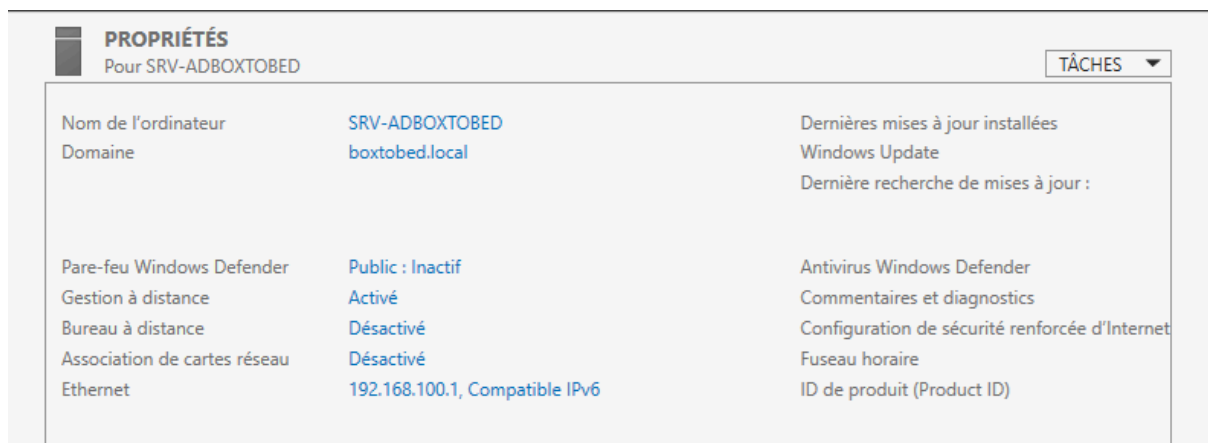 PROPRIÉTÉS
Pour SRV-ADBOXTOBED
TÂCHES
Nom de l'ordinateur SRV-ADBOXTOBED Dernières mises à jour installées
Domaine boxtobed.local Windows Update
Dernière recherche de mises à jour :
Pare-feu Windows Defender Public : Inactif Antivirus Windows Defender
Gestion à distance Activé Commentaires et diagnostics
Bureau à distance Désactivé Configuration de sécurité renforcée d'Internet
Association de cartes réseau Désactivé Fuseau horaire
Ethernet 192.168.100.1, Compatible IPv6 ID de produit (Product ID)